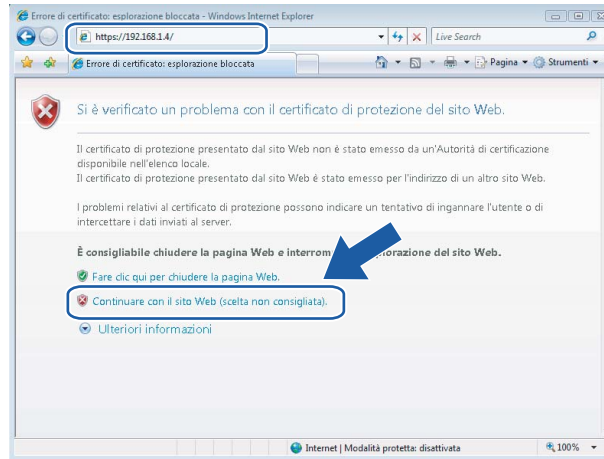 Errore di certificato: esplorazione bloccata - Windows Internet Explorer
https://192.168.1.4/
Live Search
Errore di certificato: esplorazione bloccata
Pagina
Strumenti
Si è verificato un problema con il certificato di protezione del sito Web.
Il certificato di protezione presentato dal sito Web non è stato emesso da un'Autorità di certificazione
disponibile nell'elenco locale.
Il certificato di protezione presentato dal sito Web è stato emesso per l'indirizzo di un altro sito Web.
I problemi relativi al certificato di protezione possono indicare un tentativo di ingannare l'utente o di
intercettare i dati inviati al server.
È consigliabile chiudere la pagina Web e interrom orazione del sito Web.
Fare clic qui per chiudere la pagina Web.
Continuare con il sito Web (scelta non consigliata).
Ulteriori informazioni
Internet | Modalità protetta: disattivata
100%